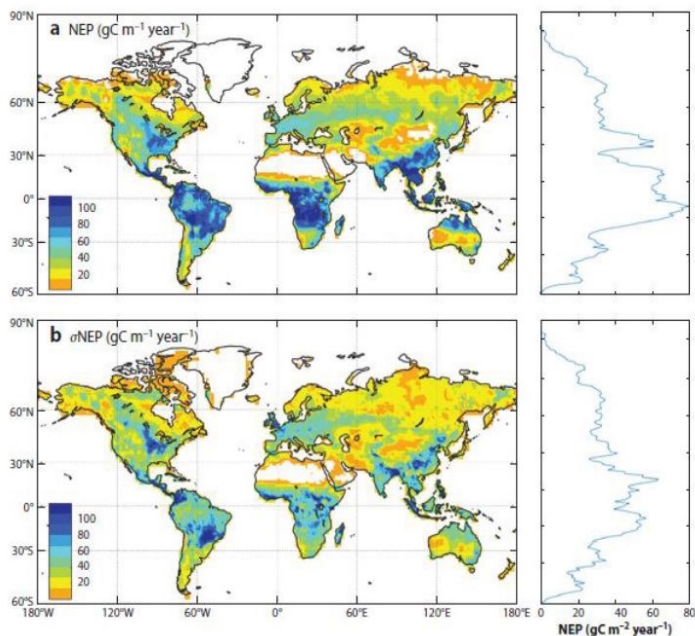 a NEP (gC m⁻¹ year⁻¹)
90°N
60°N
30°N
0°
30°S
60°S
100
80
60
40
20
b σNEP (gC m⁻¹ year⁻¹)
90°N
60°N
30°N
0°
30°S
60°S
100
80
60
40
20
180°W 120°W 60°W 0° 60°E 120°E 180°E
0 20 40 60 80
NEP (gC m⁻² year⁻¹)